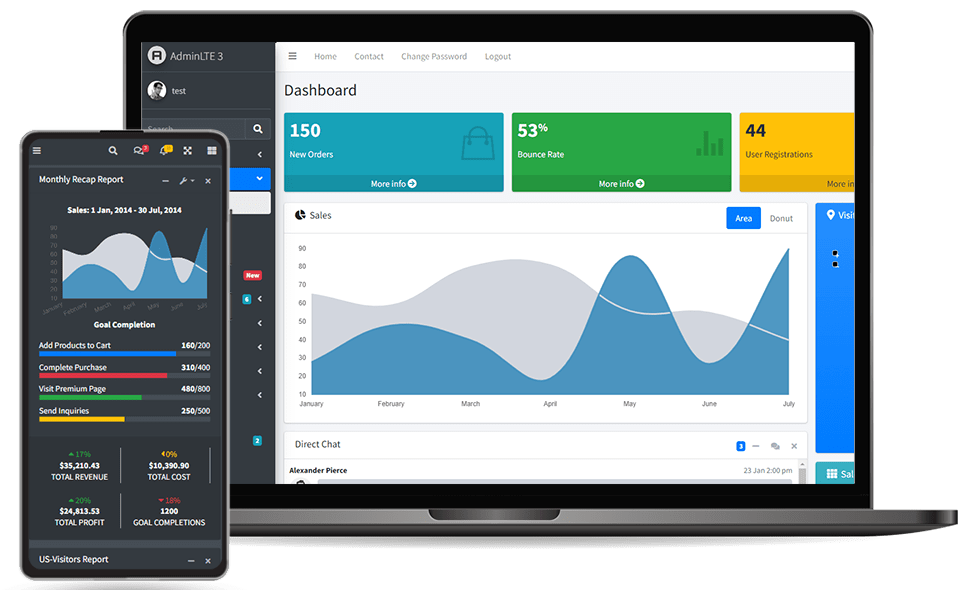 AdminLTE 3
test
Search
New
6
2
Home Contact Change Password Logout
Dashboard
150
New Orders
More info
53%
Bounce Rate
More info
44
User Registrations
More in
Sales
Area Donut
90
80
70
60
50
40
30
20
10
January February March April May June July
Visit
Direct Chat
3
Alexander Pierce 23 Jan 2:00 pm
Sal
Monthly Recap Report
Sales: 1 Jan, 2014 - 30 Jul, 2014
90
80
70
60
50
40
30
20
10
January February March April May June July
Goal Completion
Add Products to Cart 160/200
Complete Purchase 310/400
Visit Premium Page 480/800
Send Inquiries 250/500
17% 0%
$35,210.43 $10,390.90
TOTAL REVENUE TOTAL COST
20% 18%
$24,813.53 1200
TOTAL PROFIT GOAL COMPLETIONS
US-Visitors Report